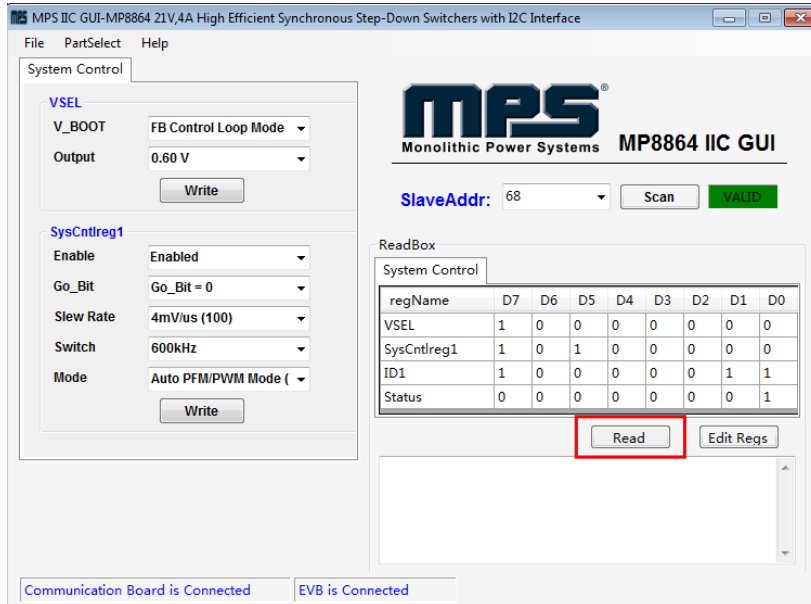 MPS IIC GUI-MP8864 21V,4A High Efficient Synchronous Step-Down Switchers with I2C Interface
File PartSelect Help
System Control
VSEL
V_BOOT FB Control Loop Mode
Output 0.60 V
Write
SysCntlreg1
Enable Enabled
Go_Bit Go_Bit = 0
Slew Rate 4mV/us (100)
Switch 600kHz
Mode Auto PFM/PWM Mode (
Write
mps®
Monolithic Power Systems MP8864 IIC GUI
SlaveAddr: 68 Scan VALID
ReadBox
System Control
regName D7 D6 D5 D4 D3 D2 D1 D0
VSEL 1 0 0 0 0 0 0 0
SysCntlreg1 1 0 1 0 0 0 0 0
ID1 1 0 0 0 0 0 1 1
Status 0 0 0 0 0 0 0 1
Read Edit Regs
Communication Board is Connected EVB is Connected